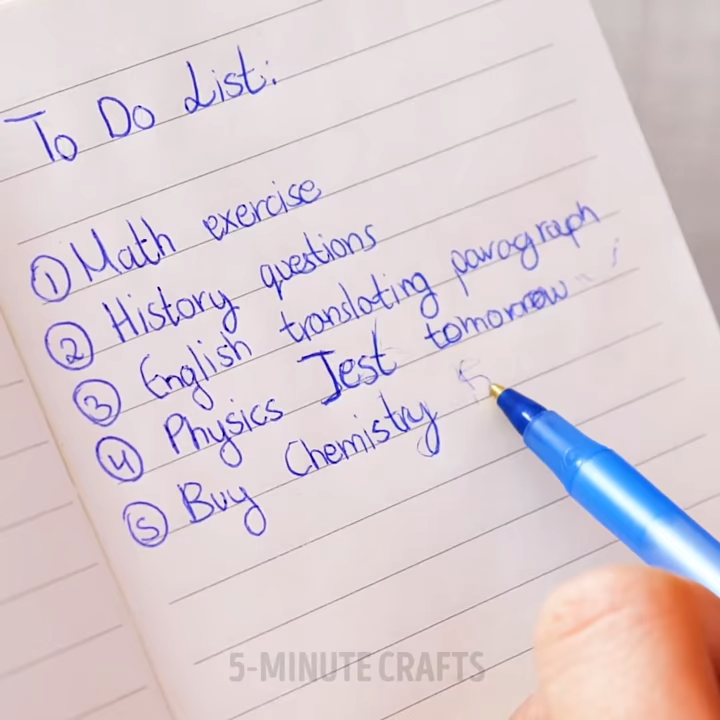 To Do List:
① Math exercise
② History questions
③ English translating paragraph
④ Physics Test tomorrow
⑤ Buy Chemistry
5-MINUTE CRAFTS